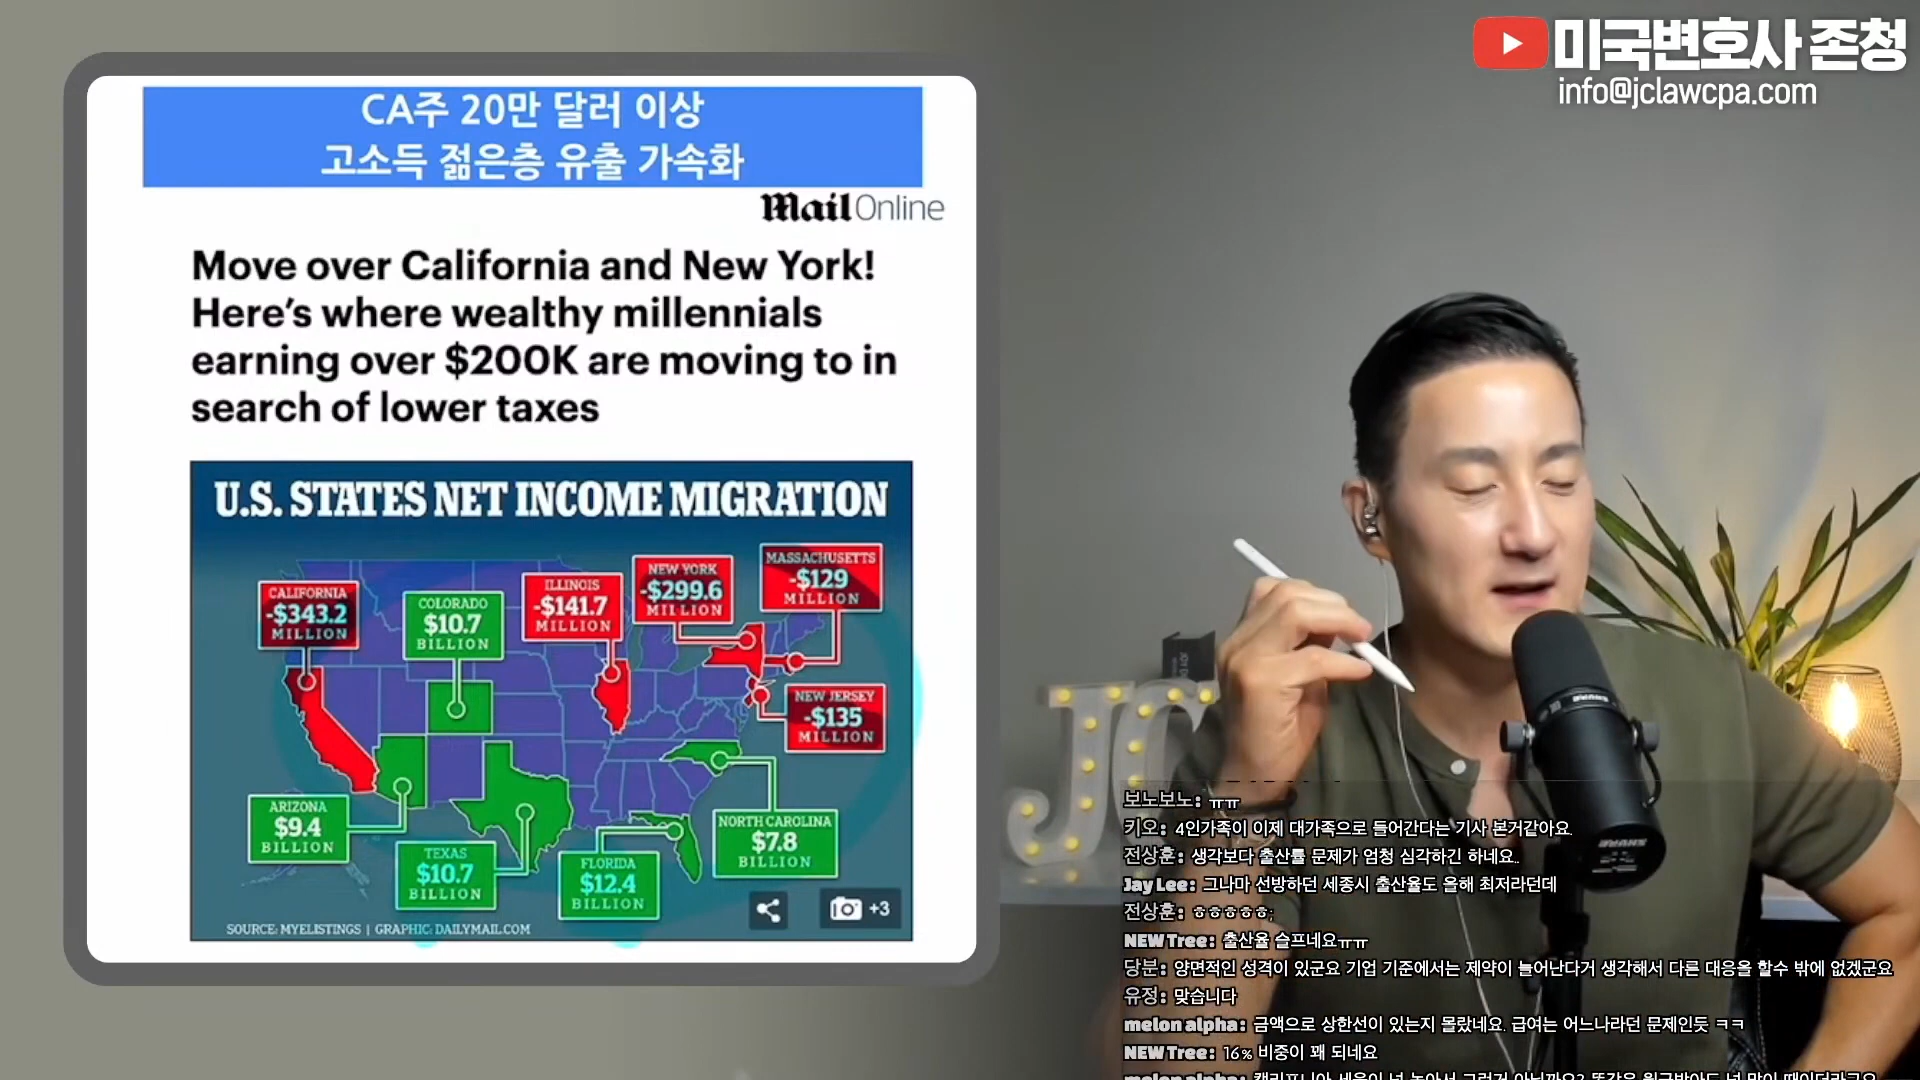 미국변호사 존청
info@jclawcpa.com
CA주 20만 달러 이상
고소득 젊은층 유출 가속화
Mail Online
Move over California and New York!
Here's where wealthy millennials
earning over $200K are moving to in
search of lower taxes
U.S. STATES NET INCOME MIGRATION
CALIFORNIA
-$343.2
MILLION
COLORADO
$10.7
BILLION
ILLINOIS
-$141.7
MILLION
NEW YORK
-$299.6
MILLION
MASSACHUSETTS
-$129
MILLION
NEW JERSEY
-$135
MILLION
ARIZONA
$9.4
BILLION
TEXAS
$10.7
BILLION
FLORIDA
$12.4
BILLION
NORTH CAROLINA
$7.8
BILLION
+3
SOURCE: MYELISTINGS | GRAPHIC: DAILYMAIL.COM
JC
SHURE
보노보노: ㅠㅠ
키오: 4인가족이 이제 대가족으로 들어간다는 기사 본거같아요.
전상훈: 생각보다 출산률 문제가 엄청 심각하긴 하네요..
Jay Lee: 그나마 선방하던 세종시 출산율도 올해 최저라던데
전상훈: ㅎㅎㅎㅎㅎ;
NEW Tree: 출산율 슬프네요ㅠㅠ
당분: 양면적인 성격이 있군요 기업 기준에서는 제약이 늘어난다거 생각해서 다른 대응을 할수 밖에 없겠군요
유정: 맞습니다
melon alpha: 금액으로 상한선이 있는지 몰랐네요. 급여는 어느나라던 문제인듯 ㅋㅋ
NEW Tree: 16% 비중이 꽤 되네요
melon alpha: